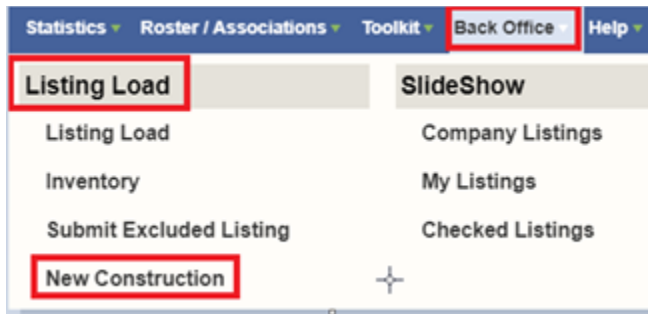 Statistics Roster / Associations Toolkit Back Office Help
Listing Load SlideShow
Listing Load Company Listings
Inventory My Listings
Submit Excluded Listing Checked Listings
New Construction